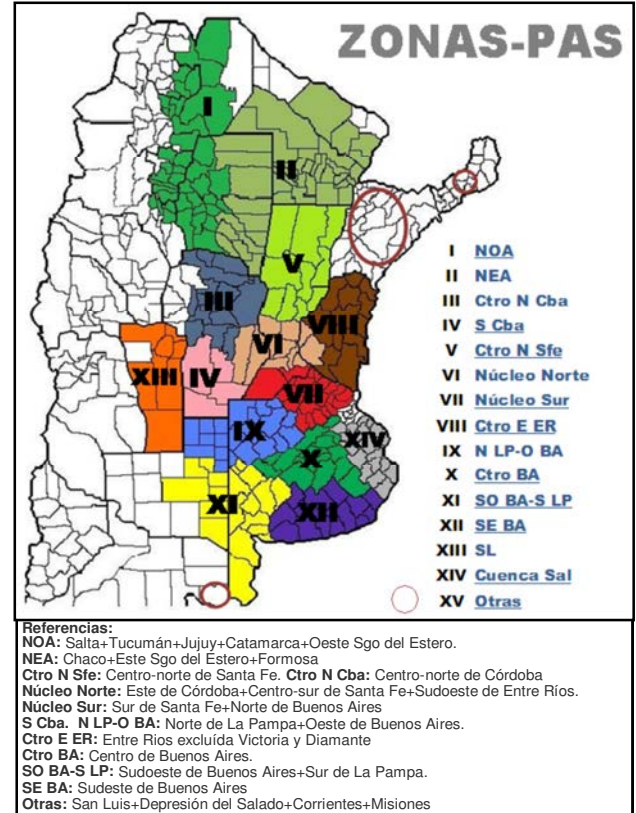 ZONAS-PAS
I
II
III
IV
V
VI
VII
VIII
IX
X
XI
XII
XIII
XIV
I NOA
II NEA
III Ctro N Cba
IV S Cba
V Ctro N Sfe
VI Núcleo Norte
VII Núcleo Sur
VIII Ctro E ER
IX N LP-O BA
X Ctro BA
XI SO BA-S LP
XII SE BA
XIII SL
XIV Cuenca Sal
XV Otras
Referencias:
NOA: Salta+Tucumán+Jujuy+Catamarca+Oeste Sgo del Estero.
NEA: Chaco+Este Sgo del Estero+Formosa
Ctro N Sfe: Centro-norte de Santa Fe. Ctro N Cba: Centro-norte de Córdoba
Núcleo Norte: Este de Córdoba+Centro-sur de Santa Fe+Sudoeste de Entre Ríos.
Núcleo Sur: Sur de Santa Fe+Norte de Buenos Aires
S Cba. N LP-O BA: Norte de La Pampa+Oeste de Buenos Aires.
Ctro E ER: Entre Rios excluída Victoria y Diamante
Ctro BA: Centro de Buenos Aires.
SO BA-S LP: Sudoeste de Buenos Aires+Sur de La Pampa.
SE BA: Sudeste de Buenos Aires
Otras: San Luis+Depresión del Salado+Corrientes+Misiones